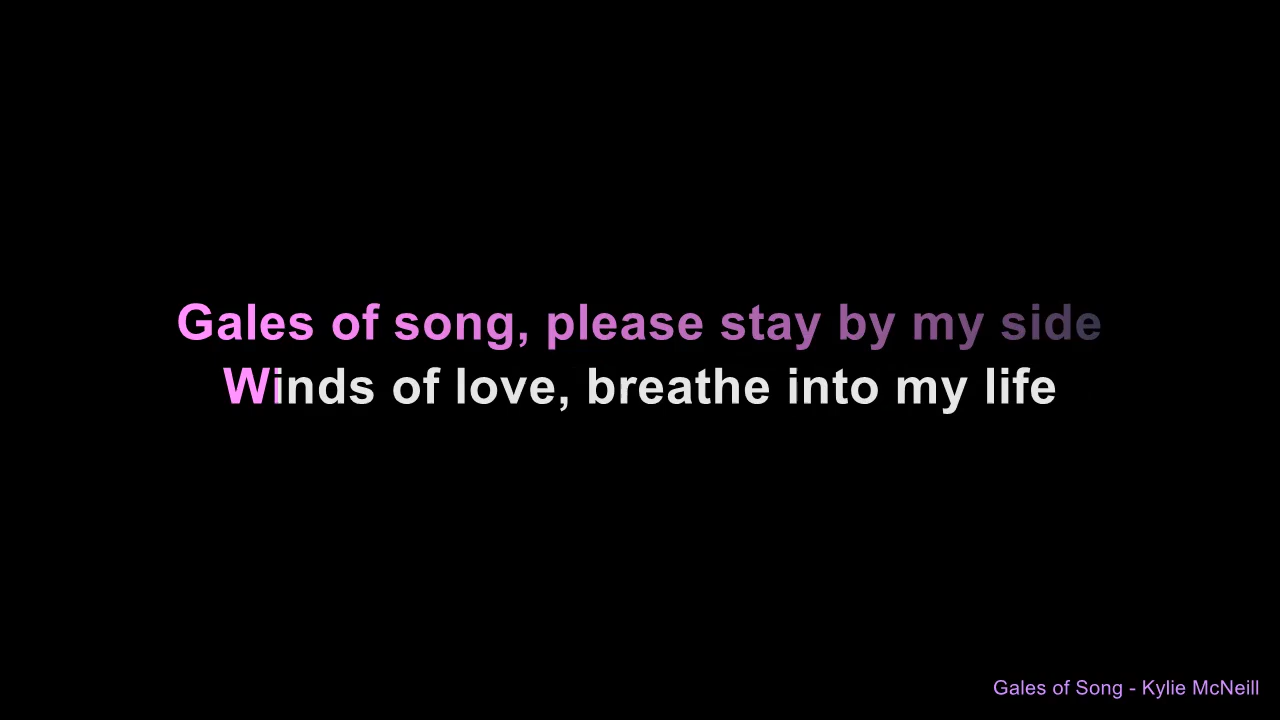 Gales of song, please stay by my side
Winds of love, breathe into my life
Gales of Song - Kylie McNeill